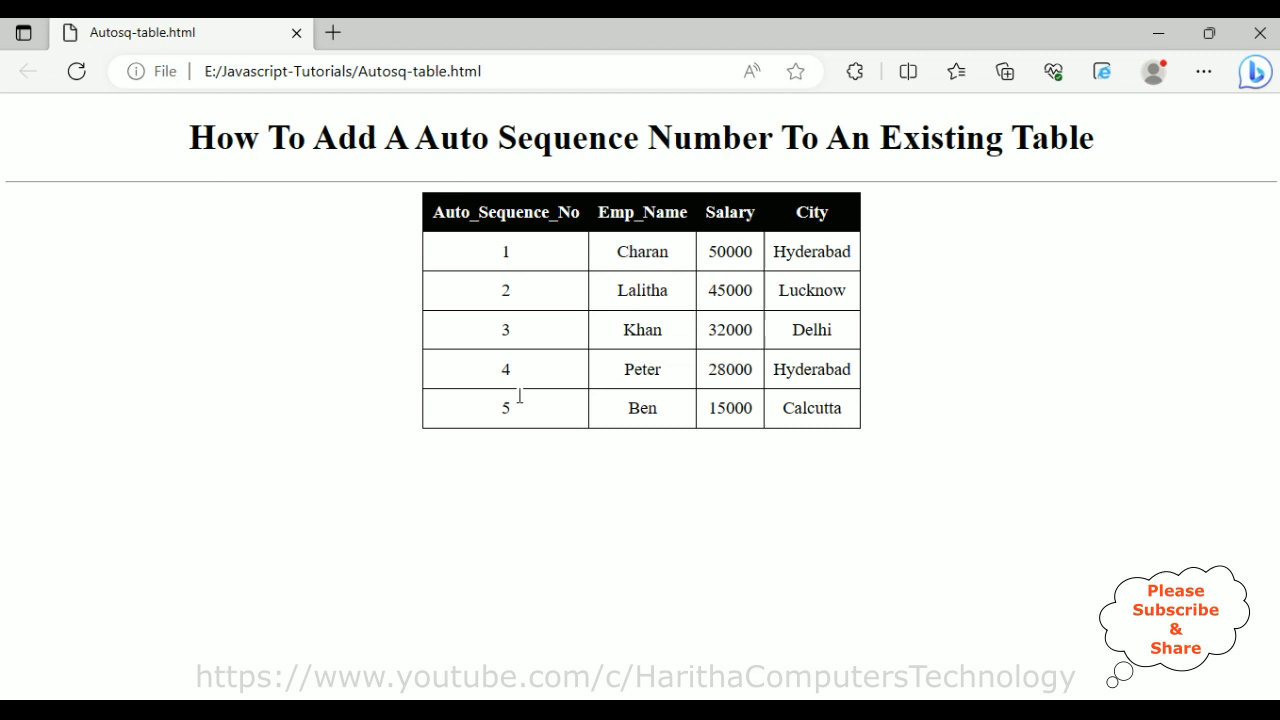 Autosq-table.html
File E:/Javascript-Tutorials/Autosq-table.html
How To Add A Auto Sequence Number To An Existing Table
Auto_Sequence_No Emp_Name Salary City
1 Charan 50000 Hyderabad
2 Lalitha 45000 Lucknow
3 Khan 32000 Delhi
4 Peter 28000 Hyderabad
5 Ben 15000 Calcutta
Please
Subscribe
&
Share
https://www.youtube.com/c/HarithaComputersTechnology